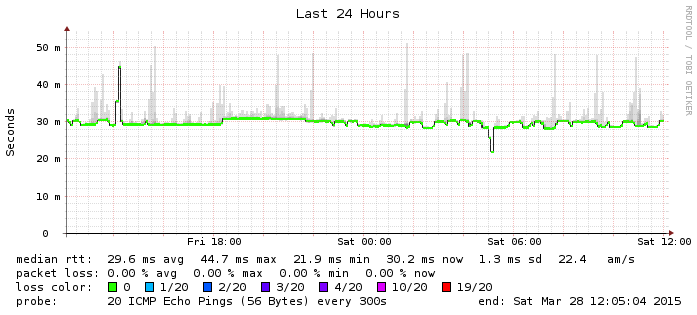 Last 24 Hours
RRDTOOL / TOBI OETIKER
Seconds
50 m
40 m
30 m
20 m
10 m
0
Fri 18:00 Sat 00:00 Sat 06:00 Sat 12:00
median rtt: 29.6 ms avg 44.7 ms max 21.9 ms min 30.2 ms now 1.3 ms sd 22.4 am/s
packet loss: 0.00 % avg 0.00 % max 0.00 % min 0.00 % now
loss color: 0 1/20 2/20 3/20 4/20 10/20 19/20
probe: 20 ICMP Echo Pings (56 Bytes) every 300s end: Sat Mar 28 12:05:04 2015